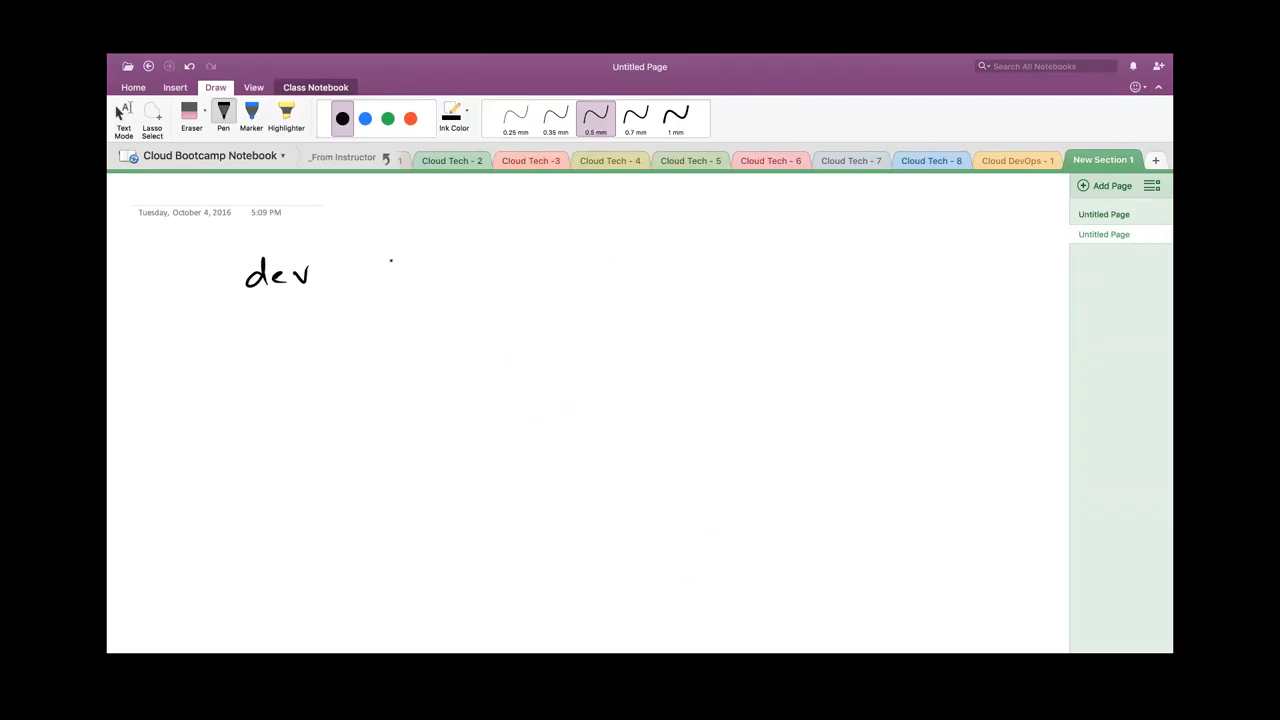 Untitled Page
Search All Notebooks
Home Insert Draw View Class Notebook
Text Mode
Lasso Select
Eraser
Pen
Marker
Highlighter
Ink Color
0.25 mm
0.35 mm
0.5 mm
0.7 mm
1 mm
Cloud Bootcamp Notebook
_From Instructor
1
Cloud Tech - 2
Cloud Tech -3
Cloud Tech - 4
Cloud Tech - 5
Cloud Tech - 6
Cloud Tech - 7
Cloud Tech - 8
Cloud DevOps - 1
New Section 1
Add Page
Untitled Page
Untitled Page
Tuesday, October 4, 2016 5:09 PM
dev